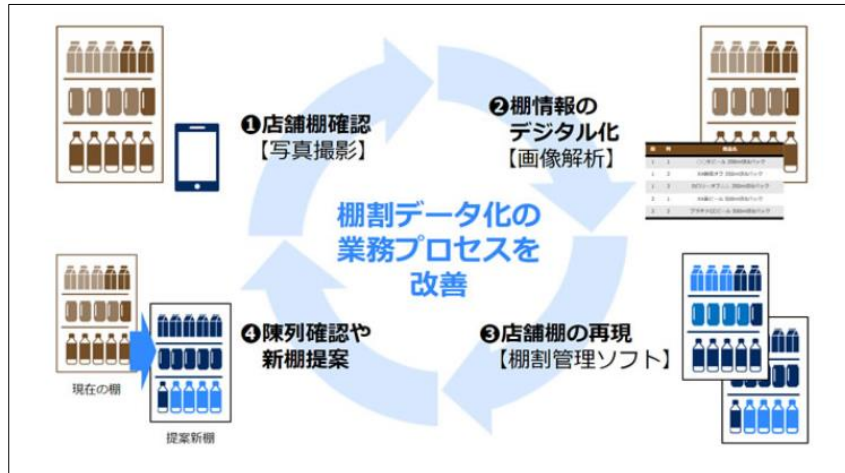 ❶店舗棚確認
【写真撮影】
❷棚情報の
デジタル化
【画像解析】
棚割データ化の
業務プロセスを
改善
❸店舗棚の再現
【棚割管理ソフト】
❹陳列確認や
新棚提案
現在の棚
提案新棚